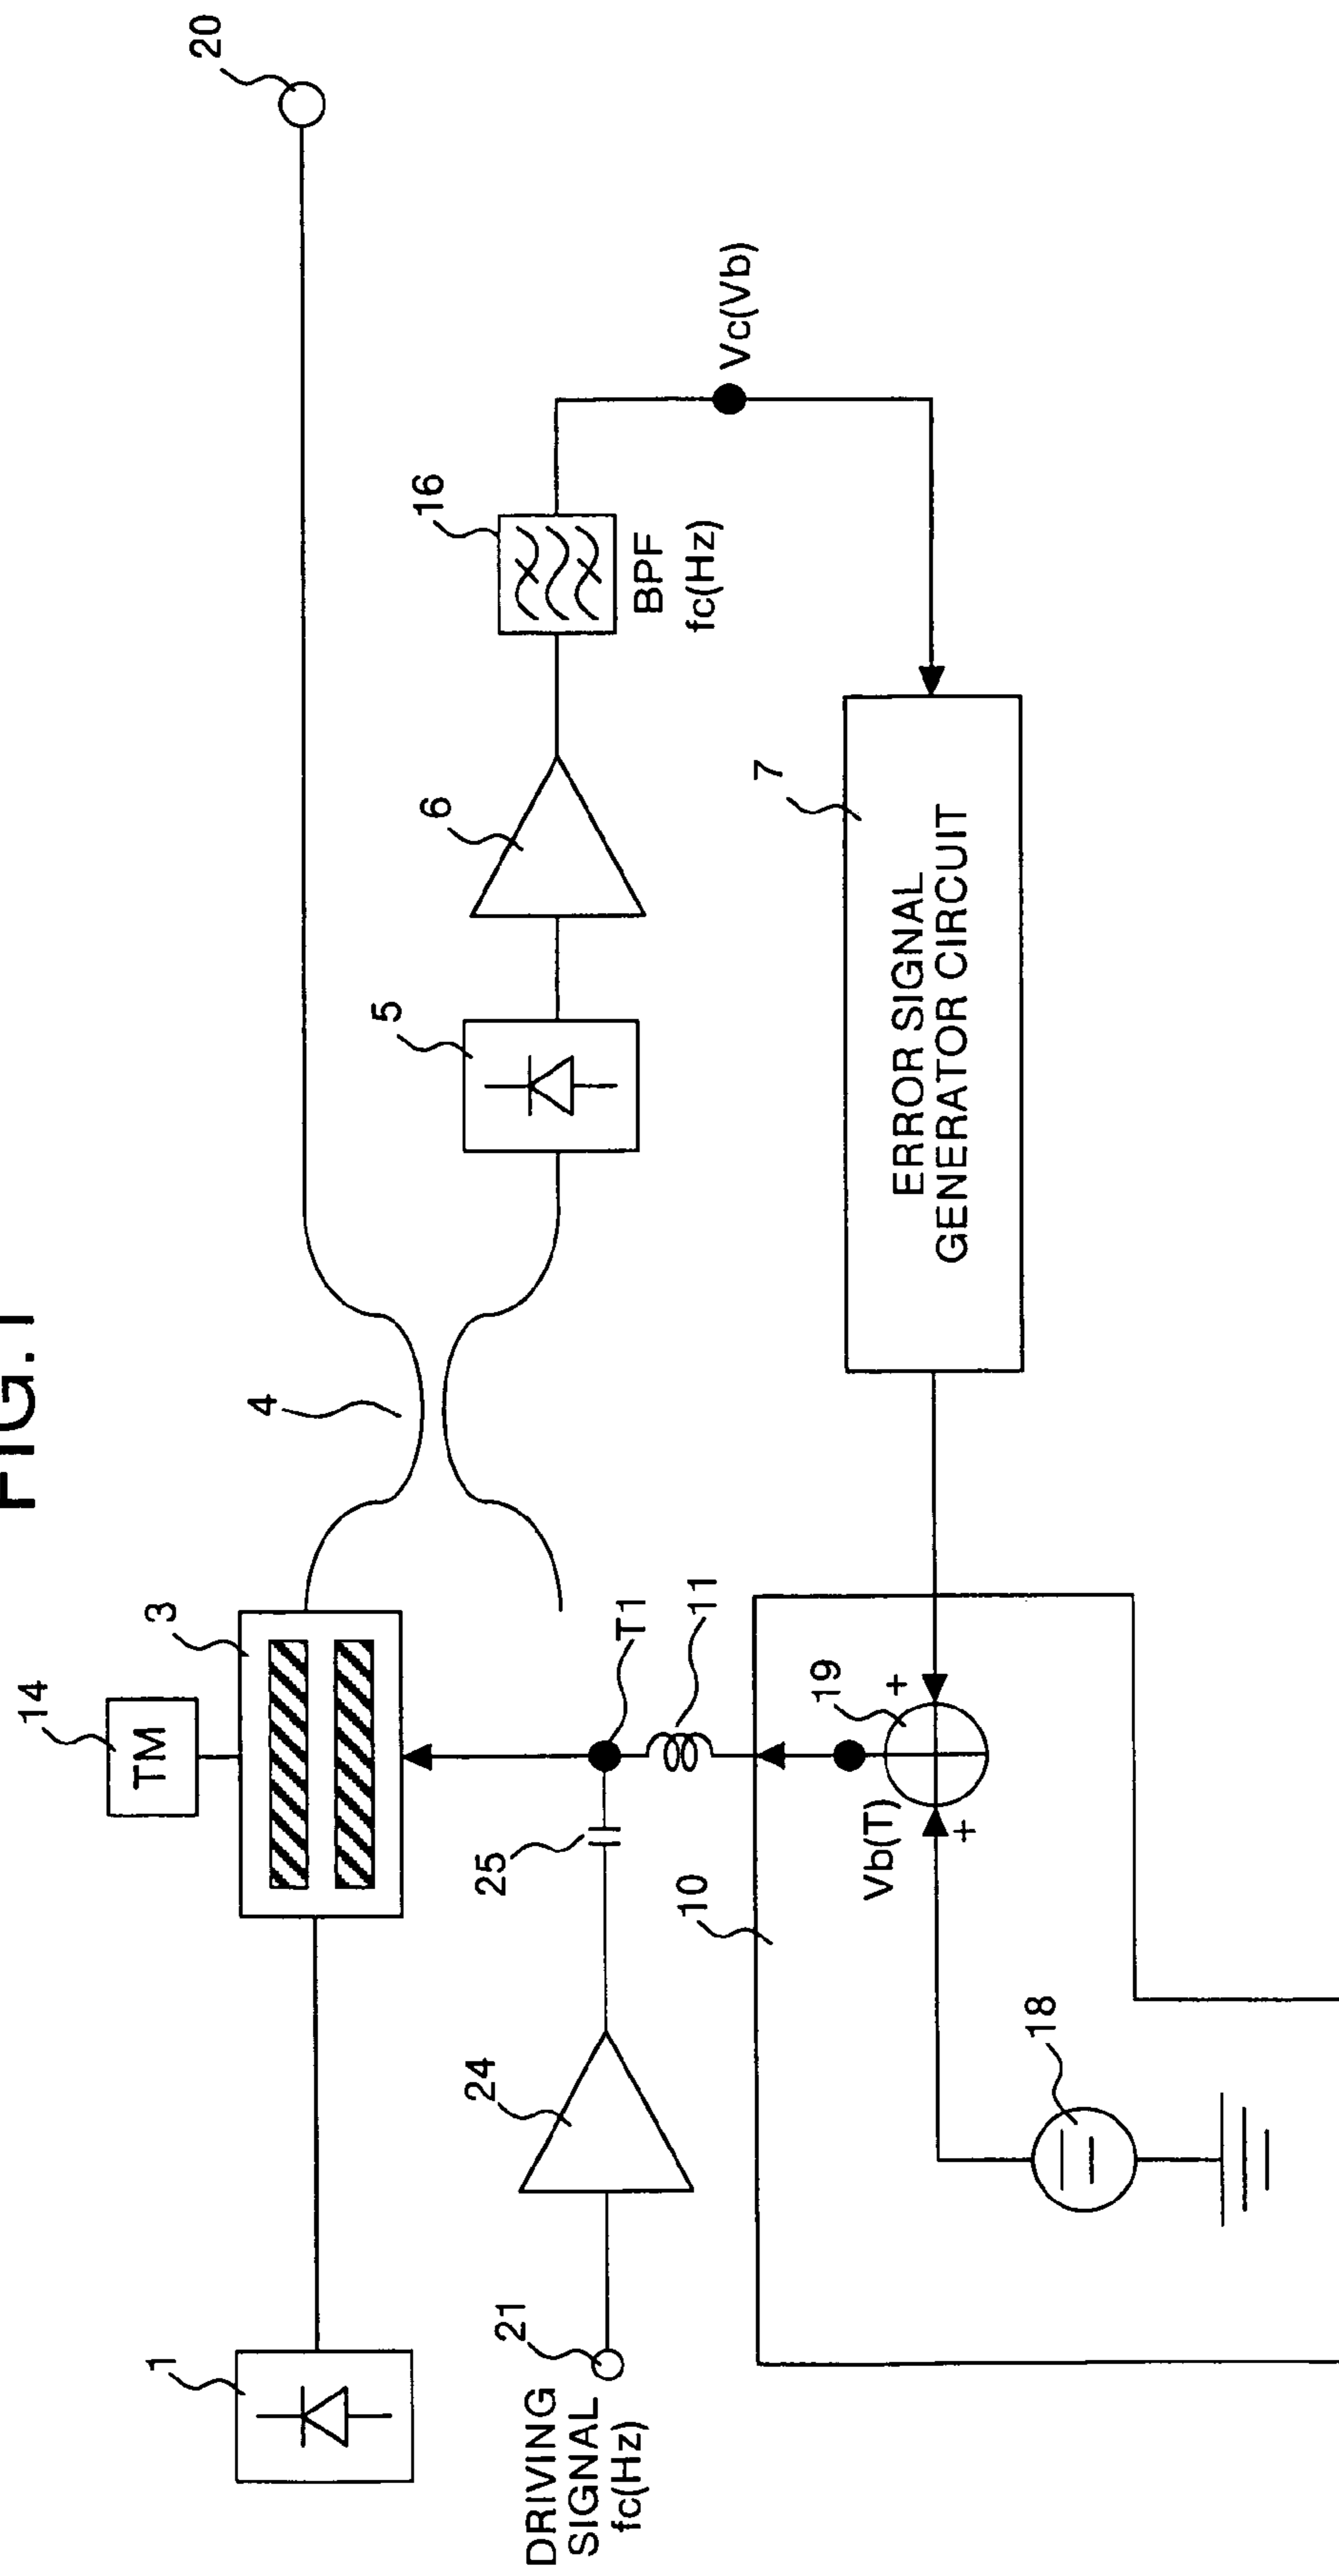 FIG.1
20
14
TM
3
1
4
5
6
16
BPF
fc(Hz)
Vc(Vb)
T1
11
25
24
21
DRIVING
SIGNAL
fc(Hz)
7
ERROR SIGNAL
GENERATOR CIRCUIT
10
19
+
+
Vb(T)
18